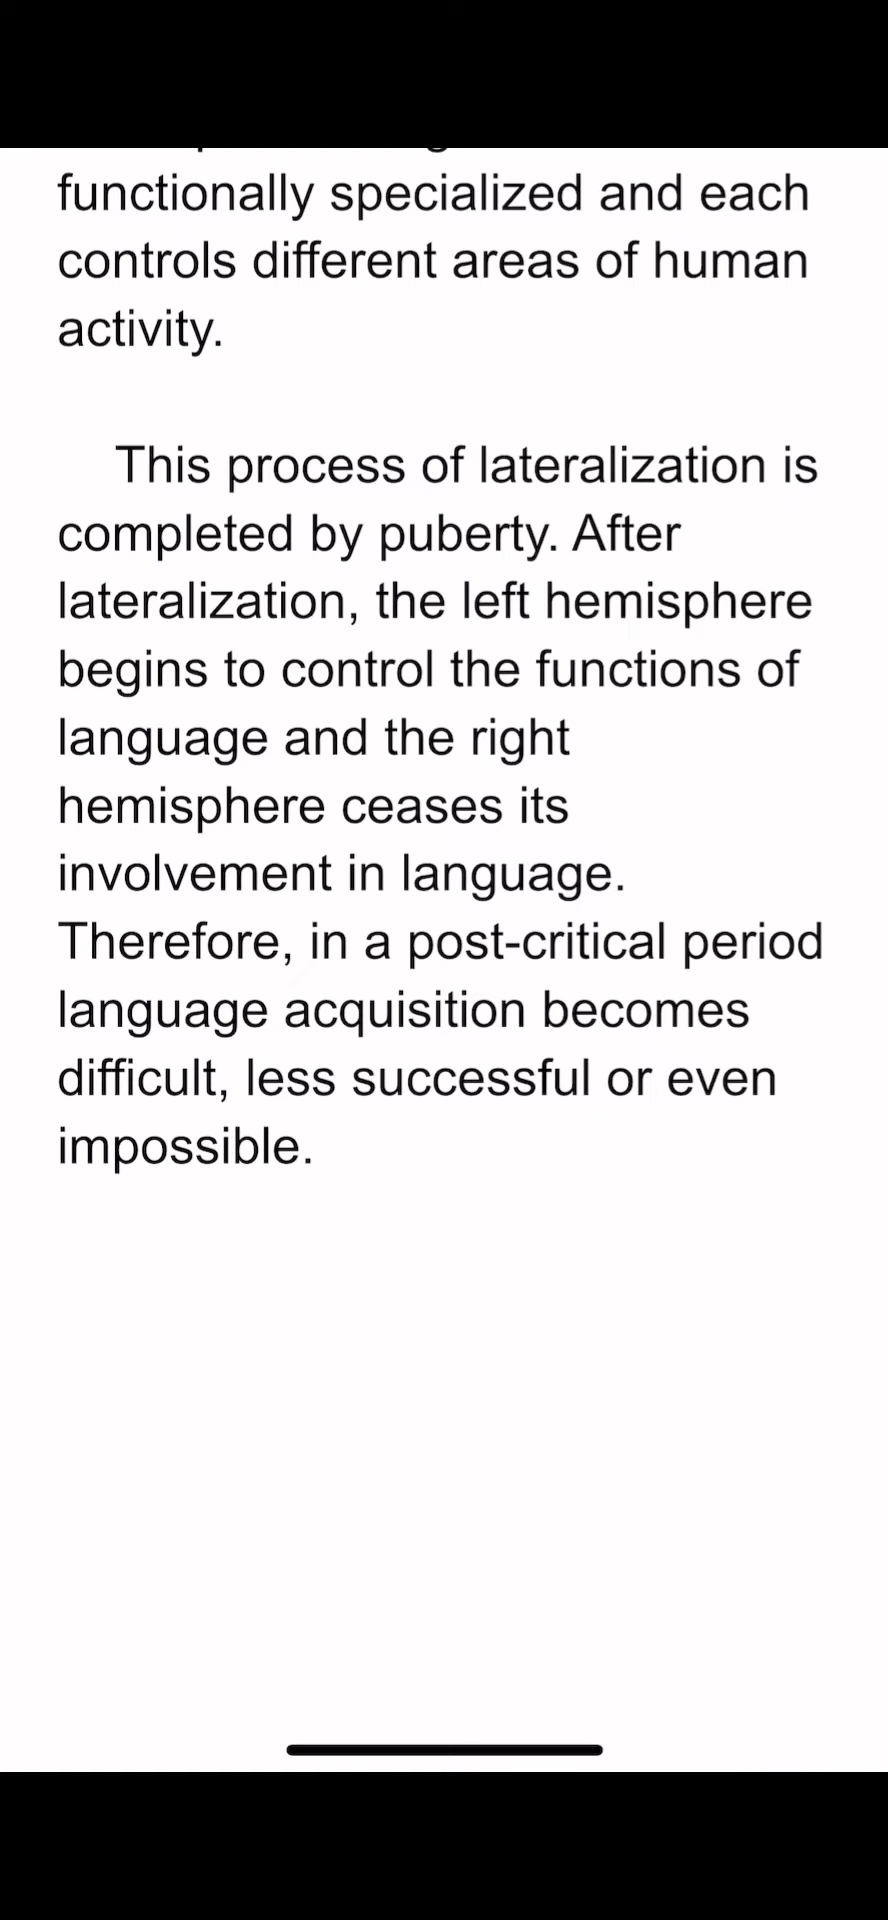 functionally specialized and each
controls different areas of human
activity.
This process of lateralization is
completed by puberty. After
lateralization, the left hemisphere
begins to control the functions of
language and the right
hemisphere ceases its
involvement in language.
Therefore, in a post-critical period
language acquisition becomes
difficult, less successful or even
impossible.